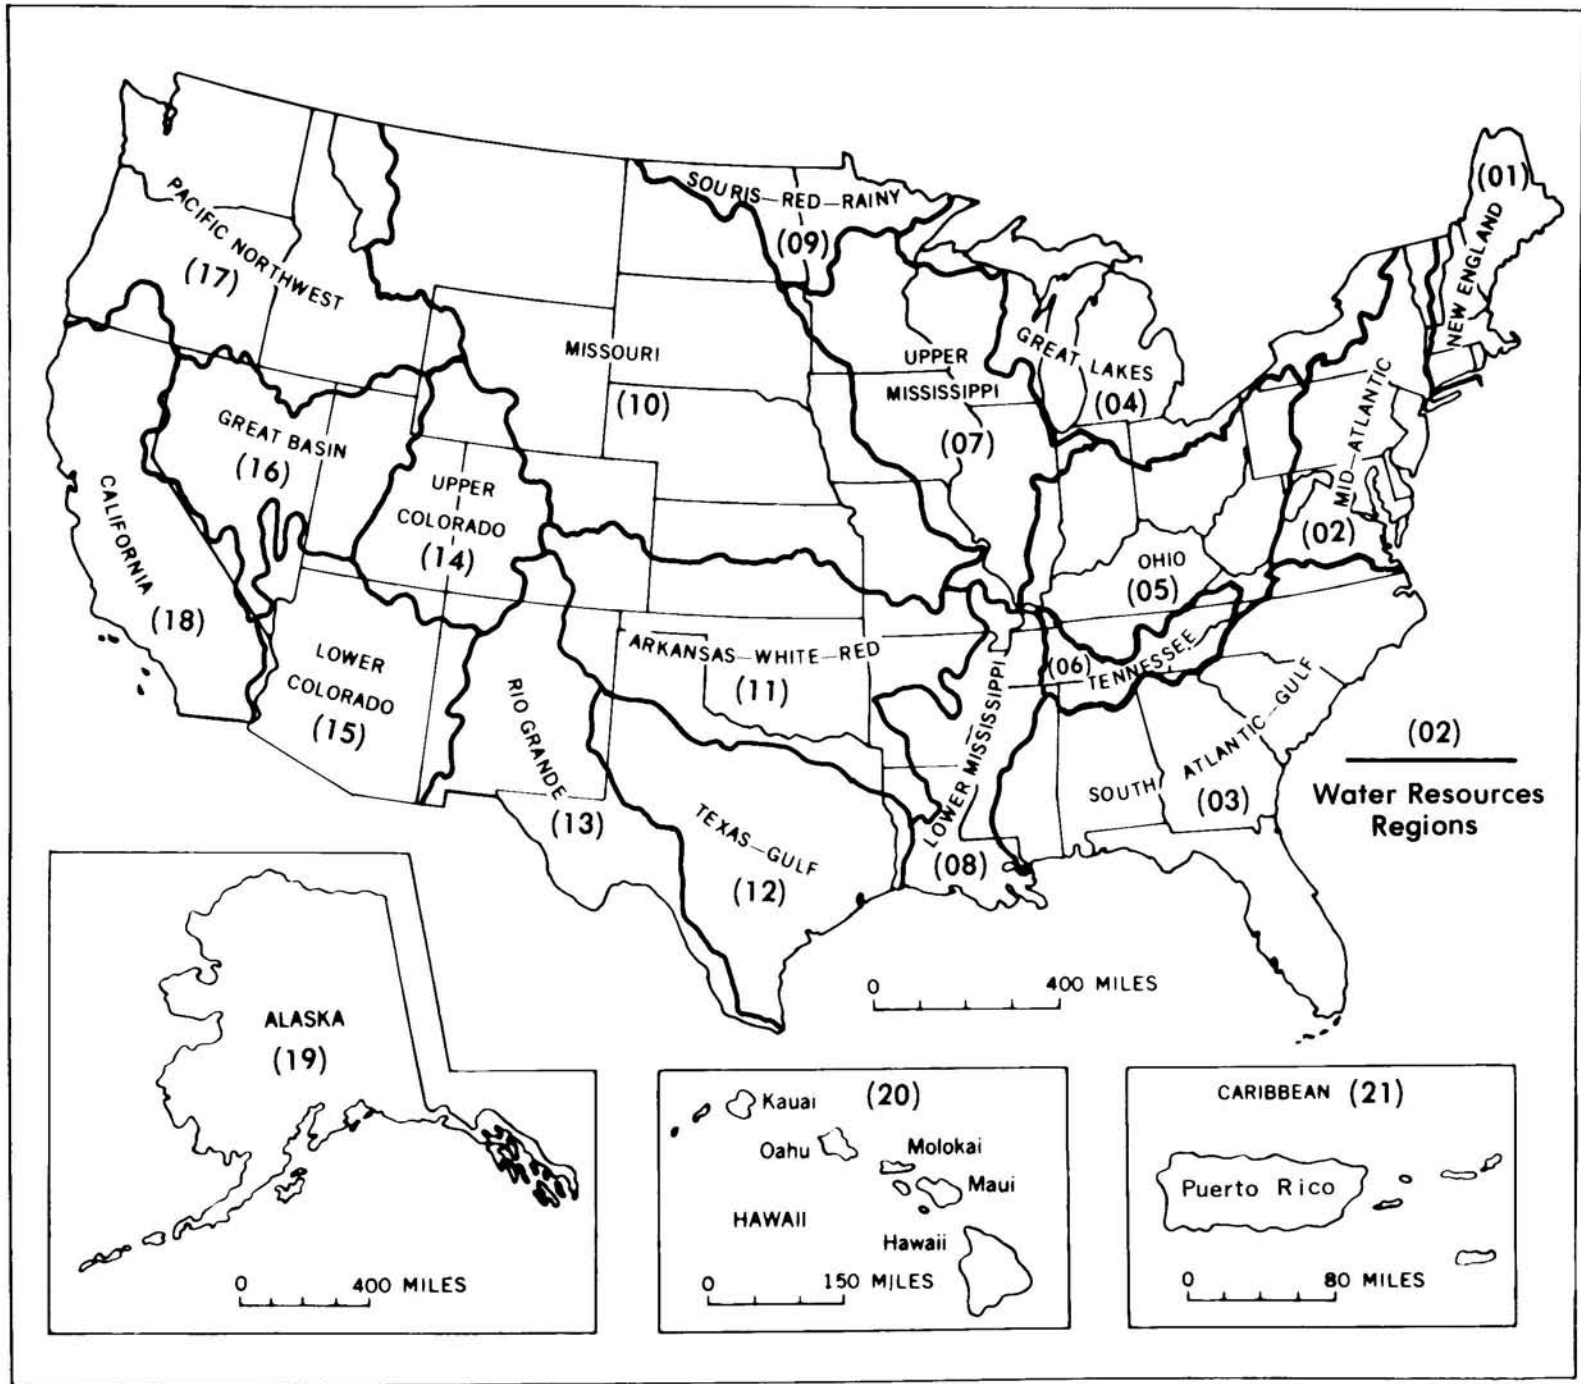 SOURIS—RED—RAINY
(09)
(01)
NEW ENGLAND
PACIFIC NORTHWEST
(17)
MISSOURI
(10)
UPPER
MISSISSIPPI
(07)
GREAT LAKES
(04)
MID—ATLANTIC
(02)
GREAT BASIN
(16)
UPPER
COLORADO
(14)
CALIFORNIA
(18)
OHIO
(05)
LOWER
COLORADO
(15)
ARKANSAS—WHITE—RED
(11)
(06)
TENNESSEE
RIO GRANDE
(13)
LOWER MISSISSIPPI
(08)
SOUTH ATLANTIC—GULF
(03)
TEXAS—GULF
(12)
(02)
Water Resources
Regions
0 400 MILES
ALASKA
(19)
0 400 MILES
Kauai
(20)
Oahu
Molokai
Maui
HAWAII
Hawaii
0 150 MILES
CARIBBEAN (21)
Puerto Rico
0 80 MILES